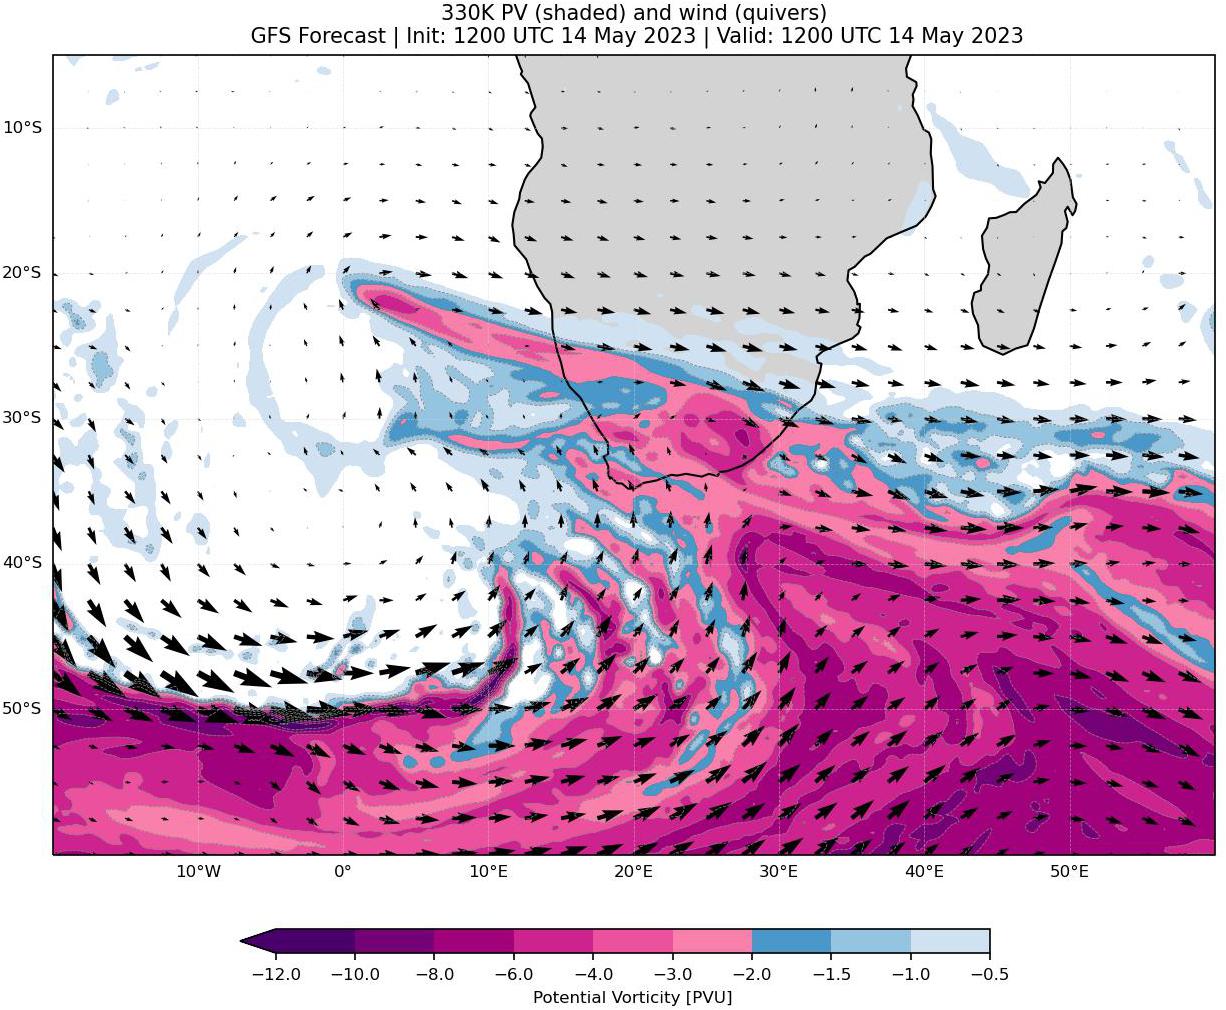 330K PV (shaded) and wind (quivers)
GFS Forecast | Init: 1200 UTC 14 May 2023 | Valid: 1200 UTC 14 May 2023
10°S
20°S
30°S
40°S
50°S
10°W 0° 10°E 20°E 30°E 40°E 50°E
−12.0 −10.0 −8.0 −6.0 −4.0 −3.0 −2.0 −1.5 −1.0 −0.5
Potential Vorticity [PVU]